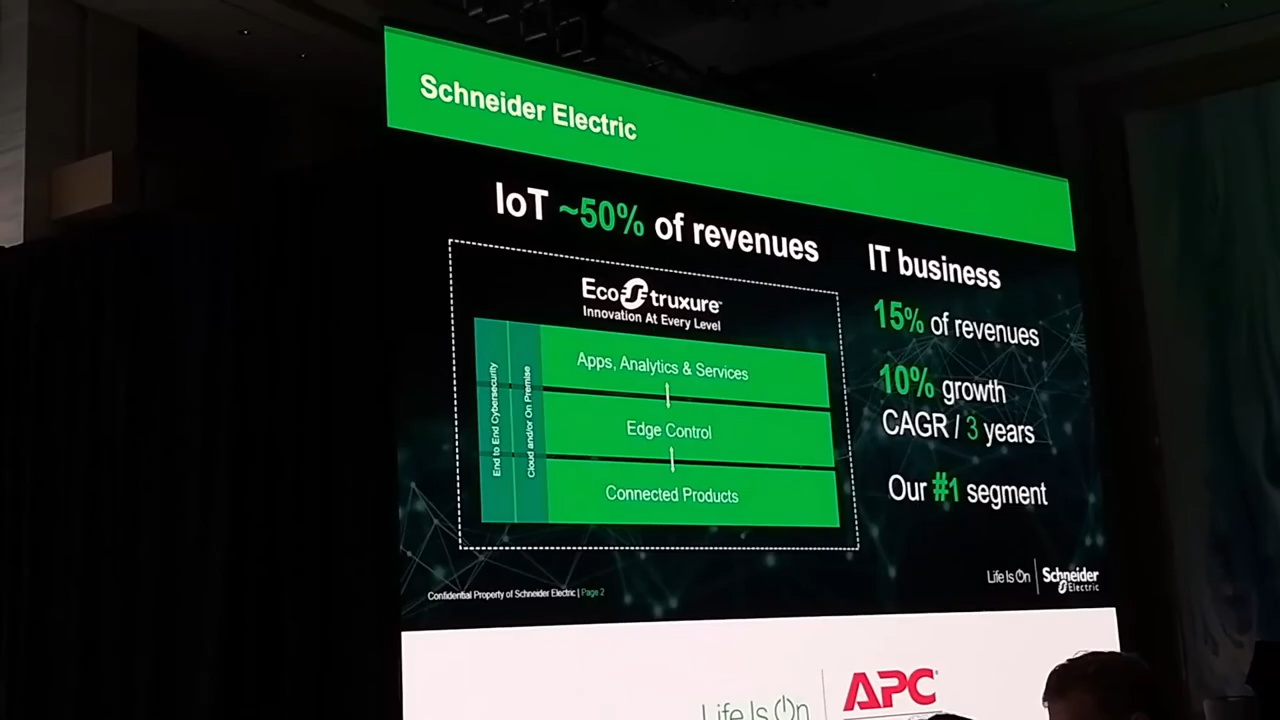 Schneider Electric
IoT ~50% of revenues
EcoStruxure™
Innovation At Every Level
End to End Cybersecurity
Cloud and/or On Premise
Apps, Analytics & Services
Edge Control
Connected Products
IT business
15% of revenues
10% growth
CAGR / 3 years
Our #1 segment
Confidential Property of Schneider Electric | Page 2
Life Is On
Schneider
Electric
Life Is On
APC®